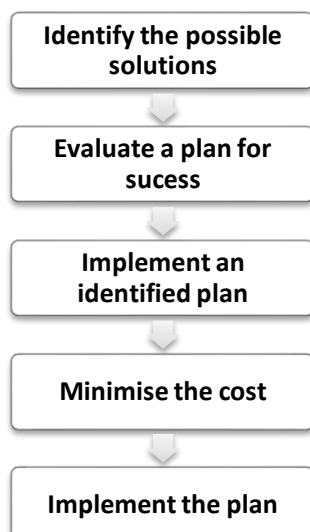 Identify the possible
solutions
Evaluate a plan for
sucess
Implement an
identified plan
Minimise the cost
Implement the plan